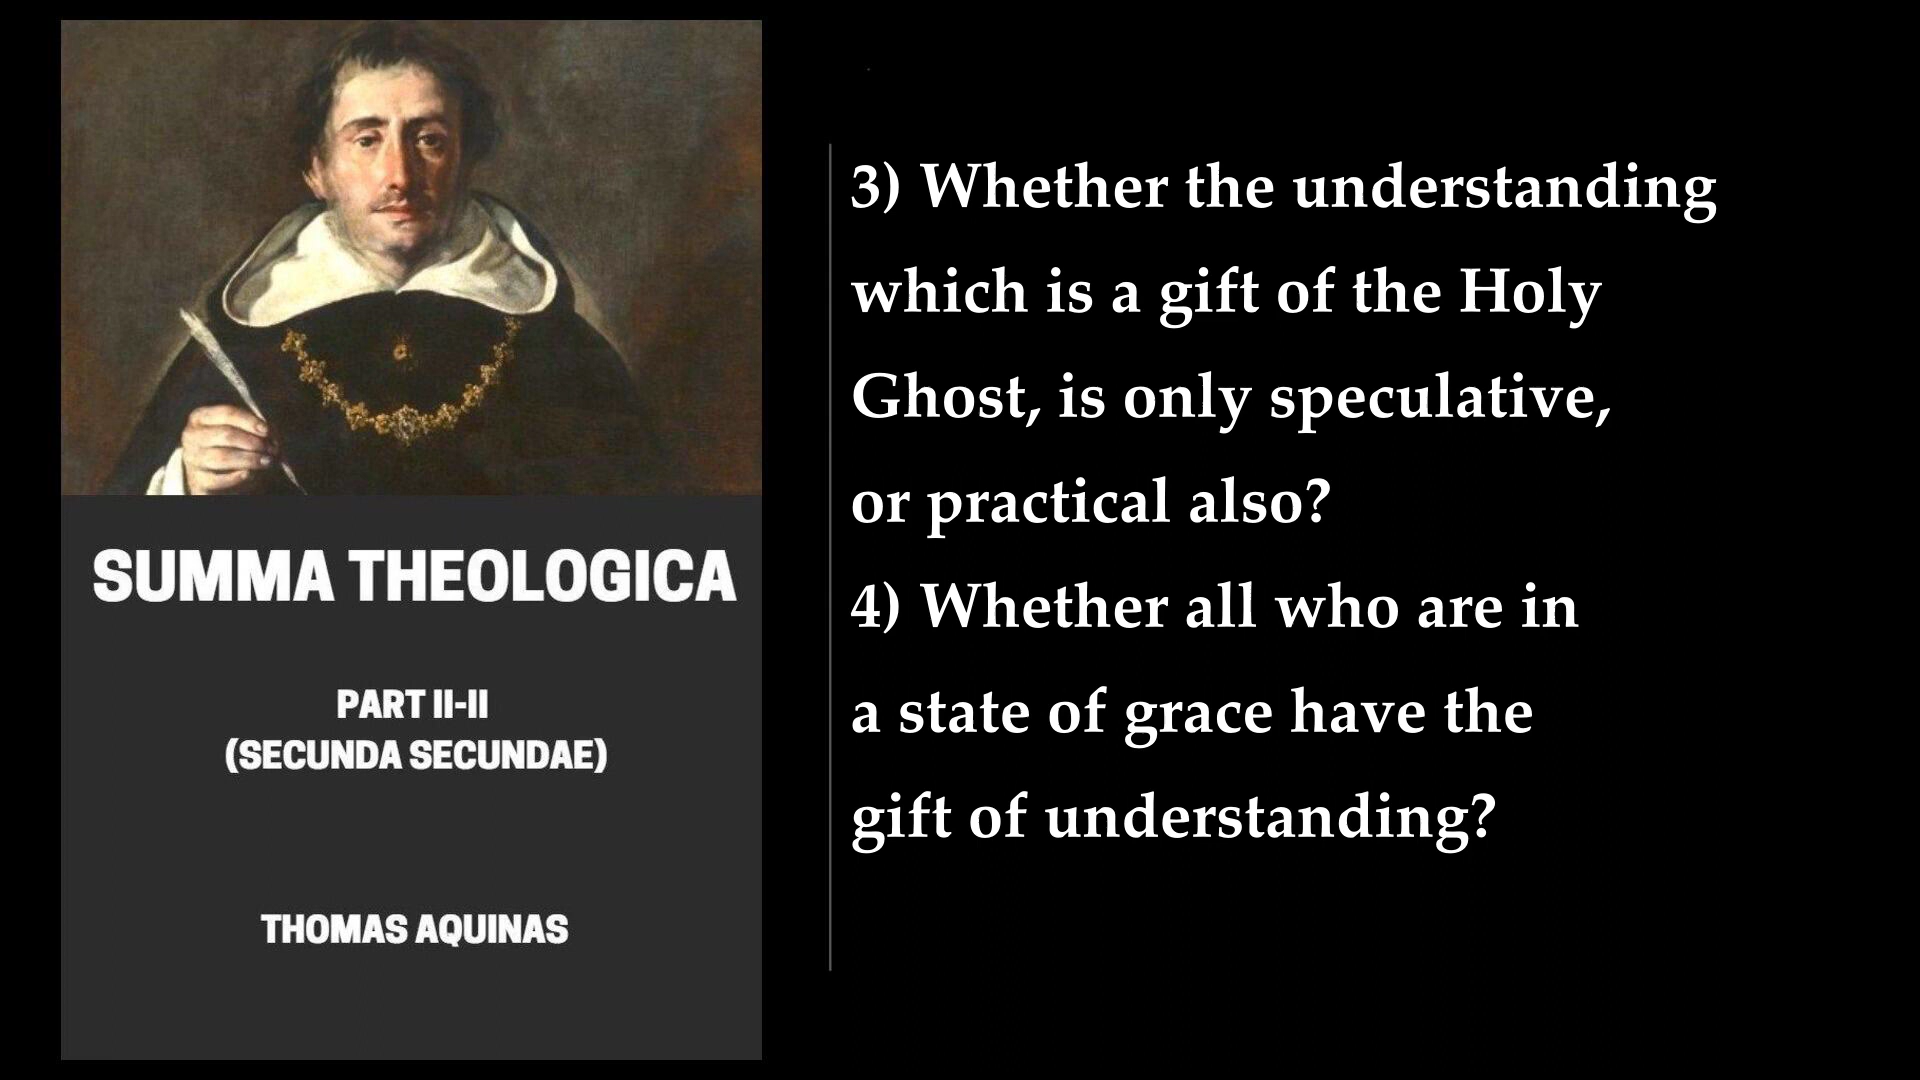 SUMMA THEOLOGICA
PART II-II
(SECUNDA SECUNDAE)
THOMAS AQUINAS
3) Whether the understanding
which is a gift of the Holy
Ghost, is only speculative,
or practical also?
4) Whether all who are in
a state of grace have the
gift of understanding?